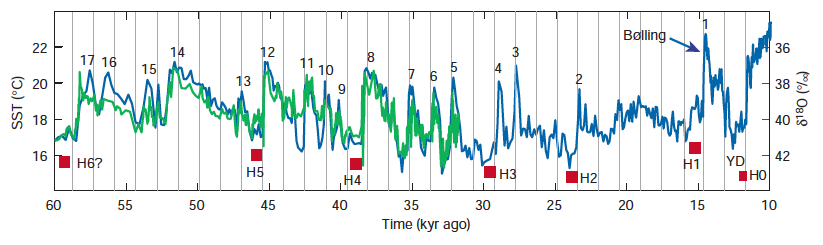 17 16 15 14 13 12 11 10 9 8 7 6 5 4 3 2 1
Bølling
22 20 18 16
SST (°C)
36 38 40 42
δ18O (‰)
H6? H5 H4 H3 H2 H1 YD H0
60 55 50 45 40 35 30 25 20 15 10
Time (kyr ago)